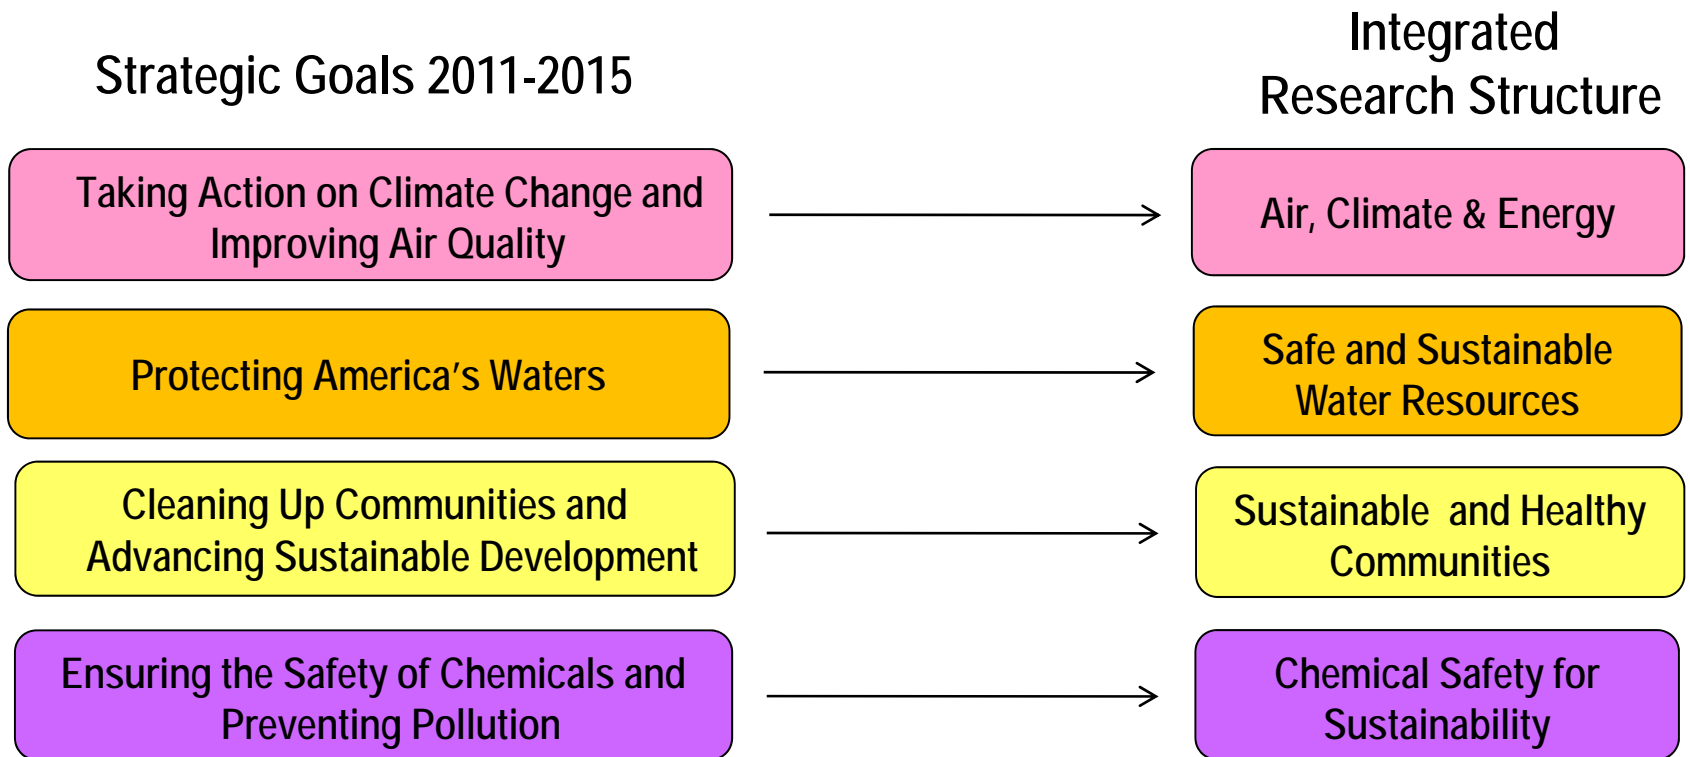 Strategic Goals 2011-2015
Integrated
Research Structure
Taking Action on Climate Change and
Improving Air Quality
Air, Climate & Energy
Protecting America’s Waters
Safe and Sustainable
Water Resources
Cleaning Up Communities and
Advancing Sustainable Development
Sustainable  and Healthy
Communities
Ensuring the Safety of Chemicals and
Preventing Pollution
Chemical Safety for
Sustainability